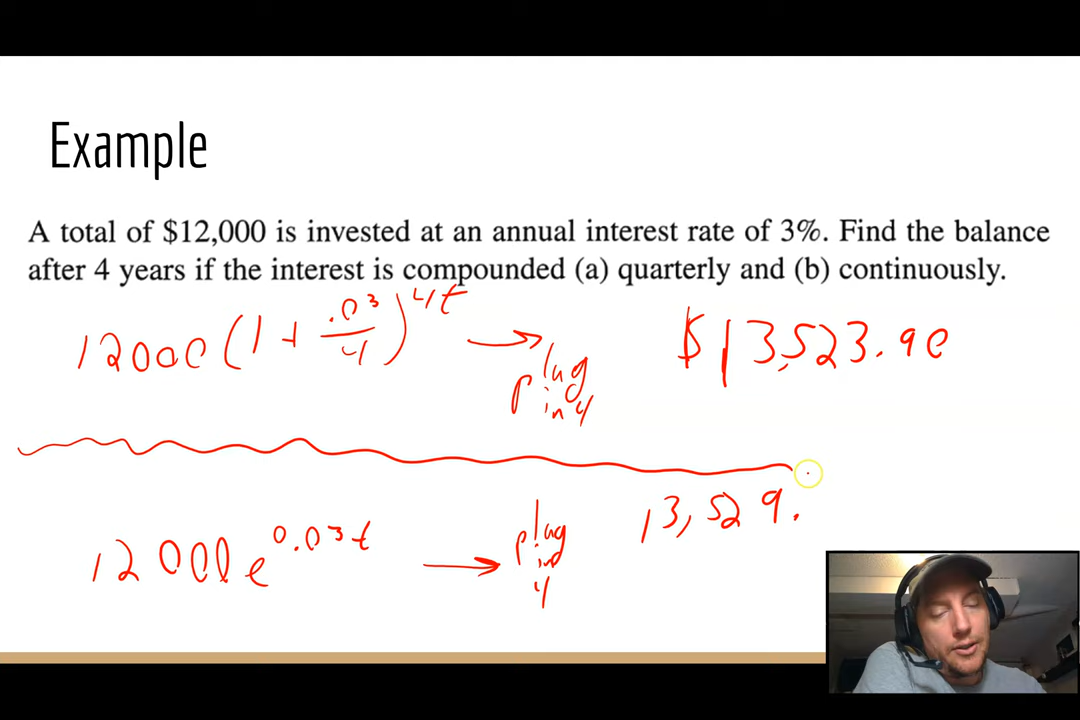 Example
A total of $12,000 is invested at an annual interest rate of 3%. Find the balance
after 4 years if the interest is compounded (a) quarterly and (b) continuously.
12000(1 + .03/4)^4t → plug in 4 $13,523.90
12000e^0.03t → plug in 4 13,529.